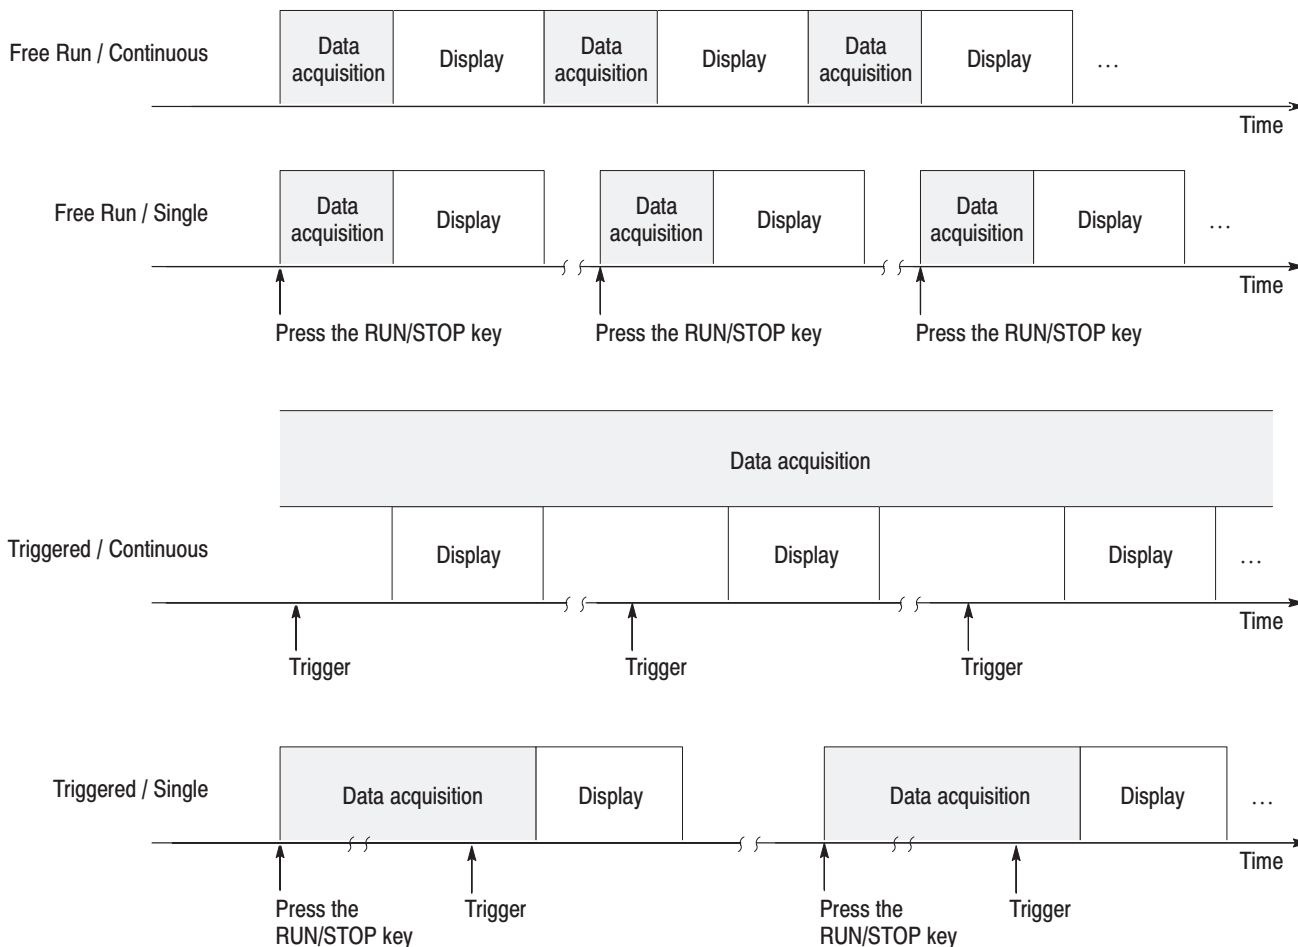 Free Run / Continuous
Data
acquisition
Display
Data
acquisition
Display
Data
acquisition
Display
...
Time
Free Run / Single
Data
acquisition
Display
Data
acquisition
Display
Data
acquisition
Display
...
Time
Press the RUN/STOP key
Press the RUN/STOP key
Press the RUN/STOP key
Data acquisition
Triggered / Continuous
Display
Display
Display
...
Time
Trigger
Trigger
Trigger
Triggered / Single
Data acquisition
Display
Data acquisition
Display
...
Time
Press the
RUN/STOP key
Trigger
Press the
RUN/STOP key
Trigger